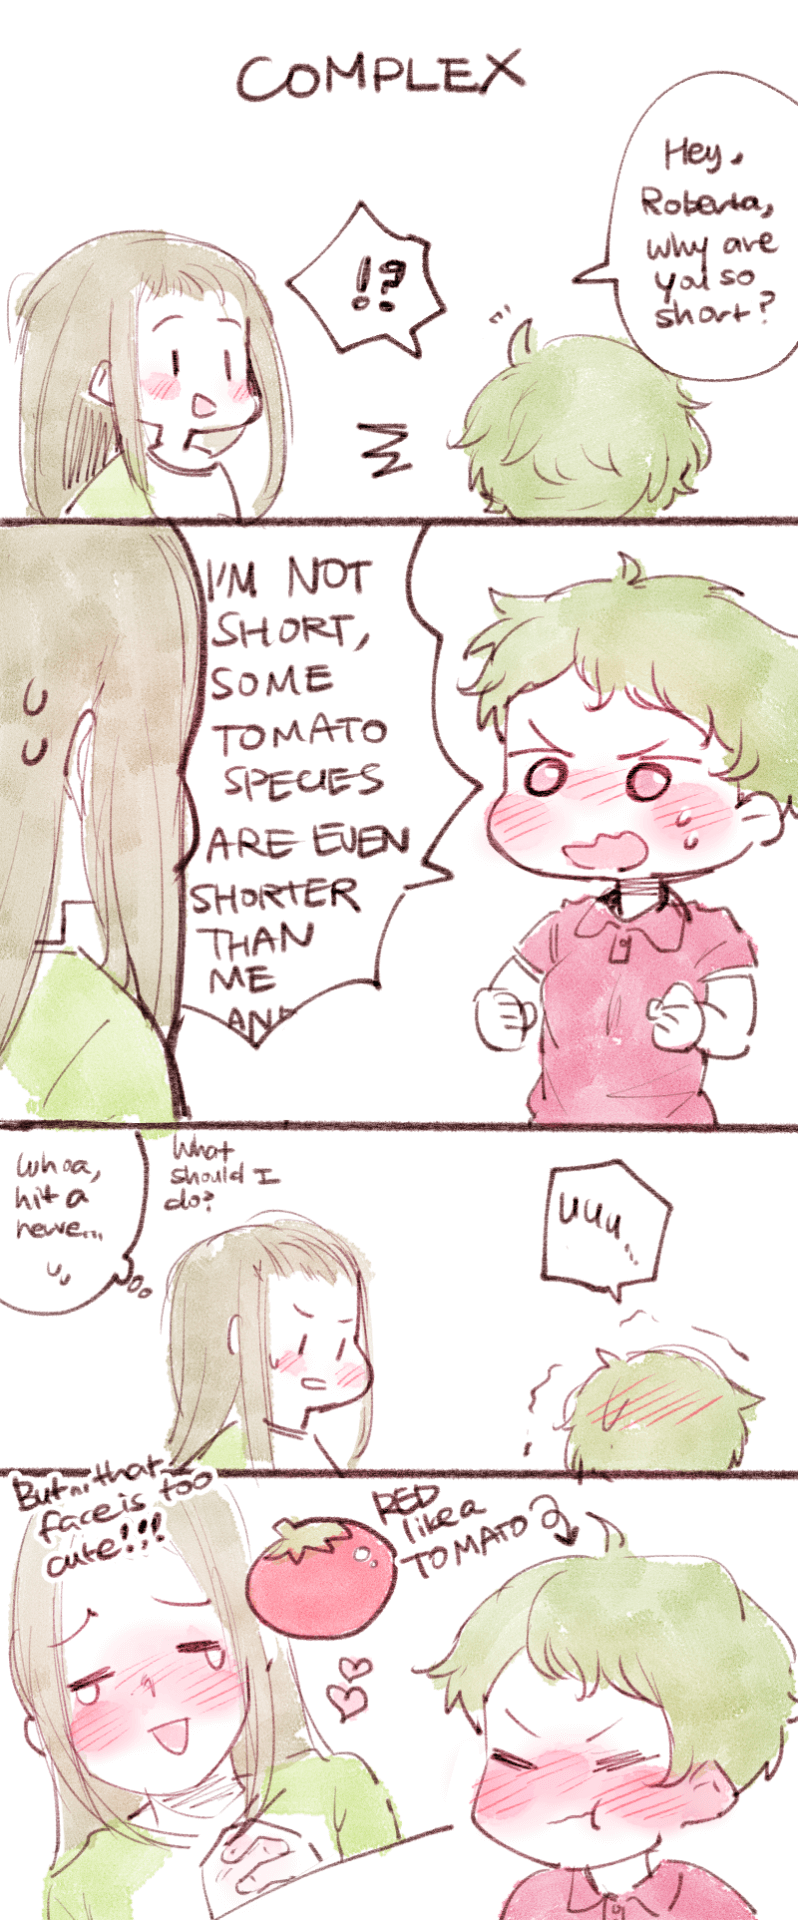 COMPLEX
Hey,
Roberta,
why are
you so
short?
!?
I'M NOT
SHORT,
SOME
TOMATO
SPECIES
ARE EVEN
SHORTER
THAN
ME
AND
Whoa,
hit a
nerve...
What
should I
do?
uuu...
But... that
face is too
cute!!!
RED
like a
TOMATO